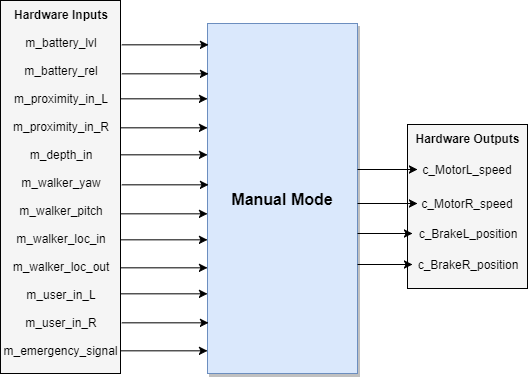 Hardware Inputs
m_battery_lvl
m_battery_rel
m_proximity_in_L
m_proximity_in_R
m_depth_in
m_walker_yaw
m_walker_pitch
m_walker_loc_in
m_walker_loc_out
m_user_in_L
m_user_in_R
m_emergency_signal
Manual Mode
Hardware Outputs
c_MotorL_speed
c_MotorR_speed
c_BrakeL_position
c_BrakeR_position